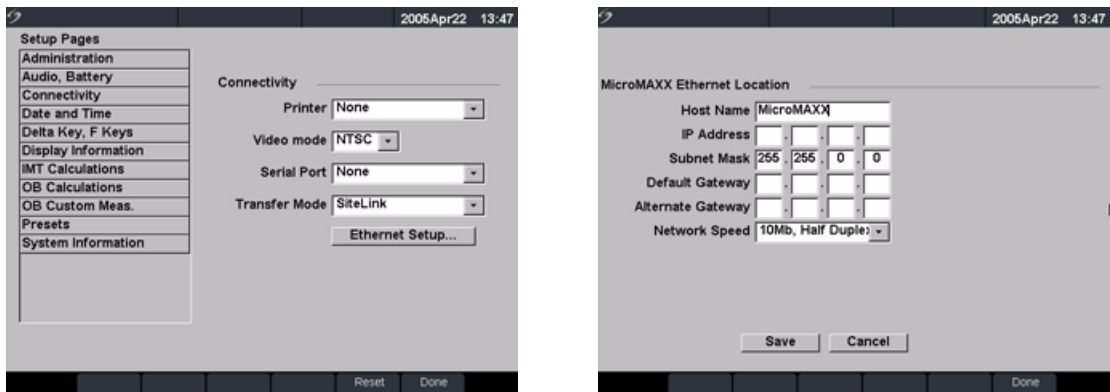 2005Apr22 13:47
Setup Pages
Administration
Audio, Battery
Connectivity
Date and Time
Delta Key, F Keys
Display Information
IMT Calculations
OB Calculations
OB Custom Meas.
Presets
System Information
Connectivity
Printer None
Video mode NTSC
Serial Port None
Transfer Mode SiteLink
Ethernet Setup...
Reset Done
2005Apr22 13:47
MicroMAXX Ethernet Location
Host Name MicroMAXX
IP Address . . .
Subnet Mask 255 . 255 . 0 . 0
Default Gateway . . .
Alternate Gateway . . .
Network Speed 10Mb, Half Duplex
Save Cancel
Done